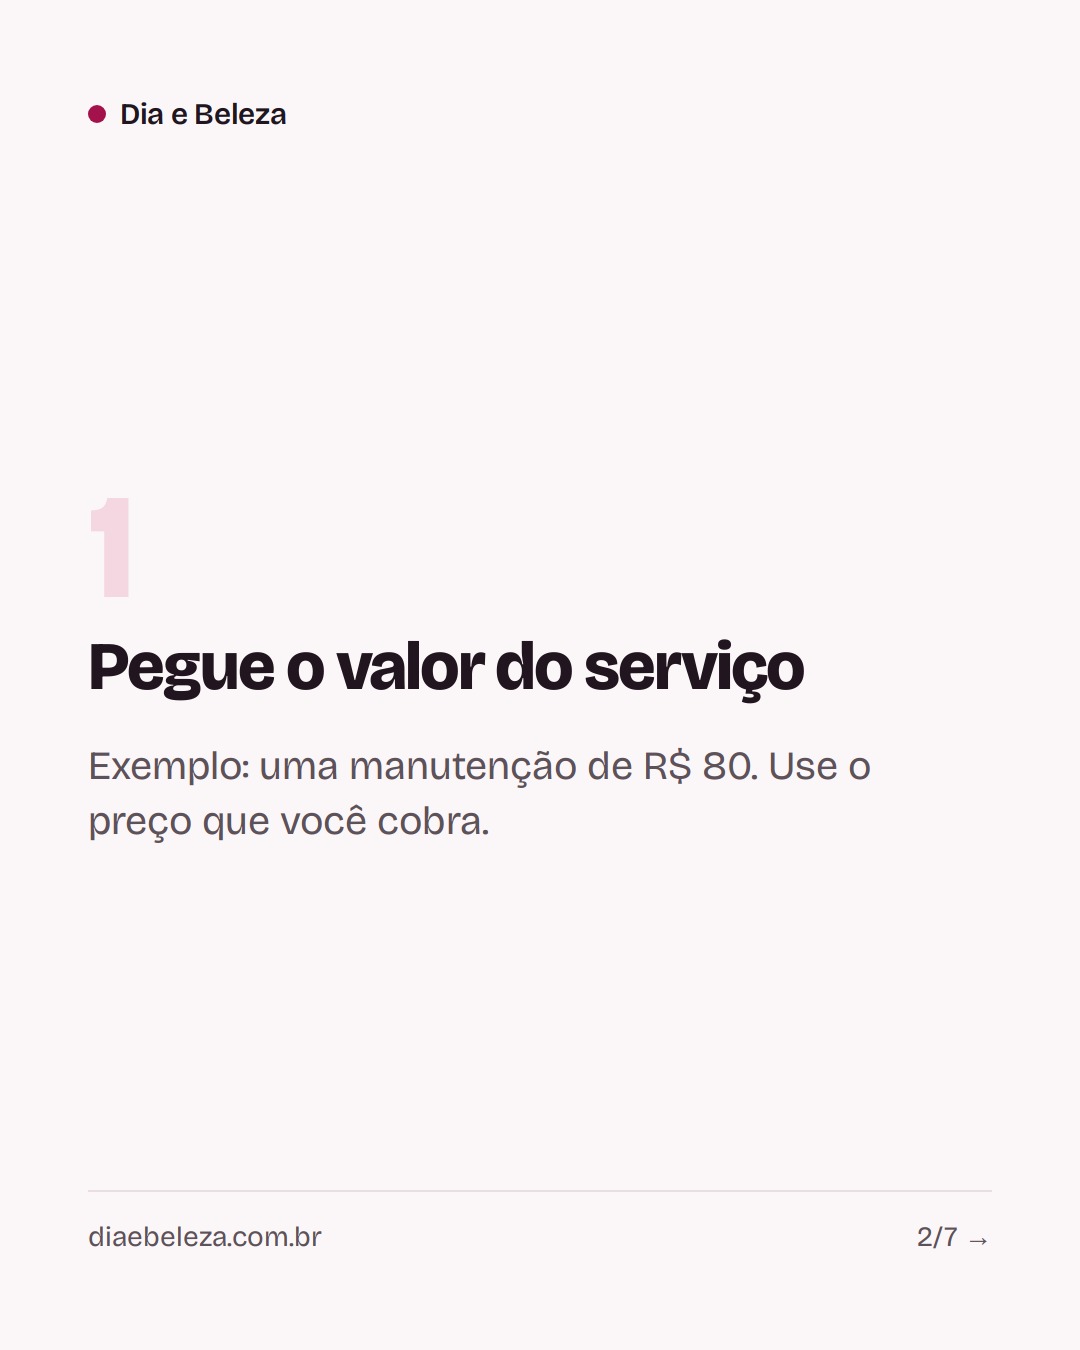 Dia e Beleza
1
Pegue o valor do serviço
Exemplo: uma manutenção de R$ 80. Use o
preço que você cobra.
diaebeleza.com.br
2/7 →